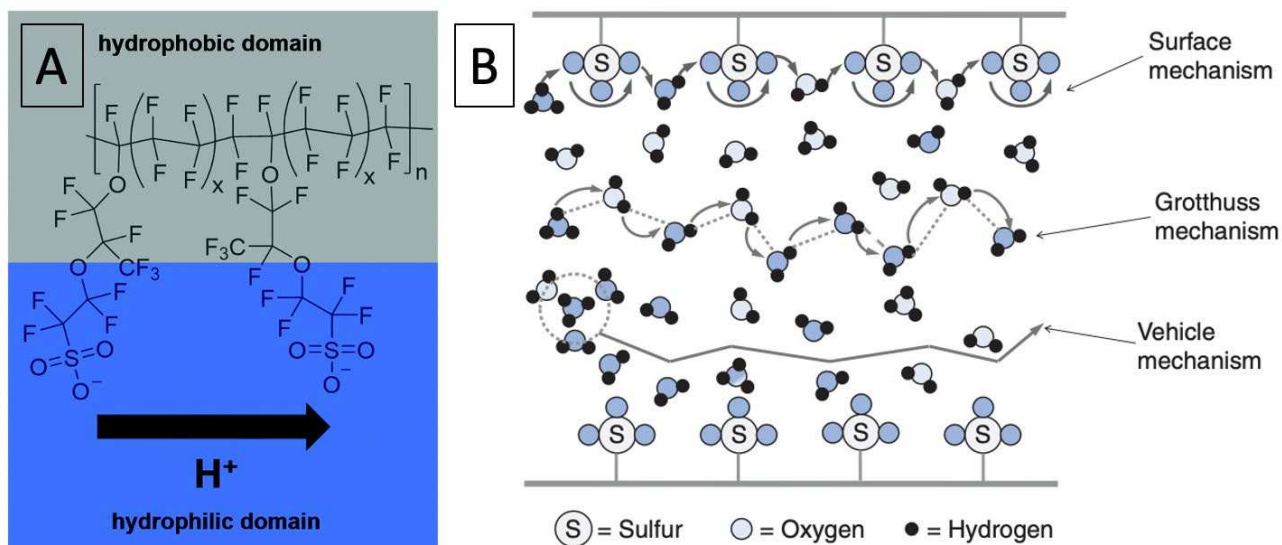 A
hydrophobic domain
F F F F F F F F
F F F F F F F F
x x n
O O
F F F F
F F₃C
O CF₃ F O
F F F F
F F F F
O=S=O O=S=O
O⁻ O⁻
H⁺
hydrophilic domain
B
S S S S
Surface
mechanism
Grotthuss
mechanism
Vehicle
mechanism
S S S S
S = Sulfur = Oxygen = Hydrogen